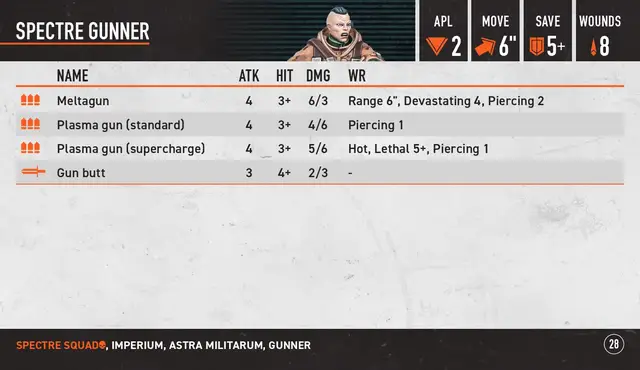 SPECTRE GUNNER
APL MOVE SAVE WOUNDS
2 6" 5+ 8
NAME ATK HIT DMG WR
Meltagun 4 3+ 6/3 Range 6", Devastating 4, Piercing 2
Plasma gun (standard) 4 3+ 4/6 Piercing 1
Plasma gun (supercharge) 4 3+ 5/6 Hot, Lethal 5+, Piercing 1
Gun butt 3 4+ 2/3 -
SPECTRE SQUAD, IMPERIUM, ASTRA MILITARUM, GUNNER
28